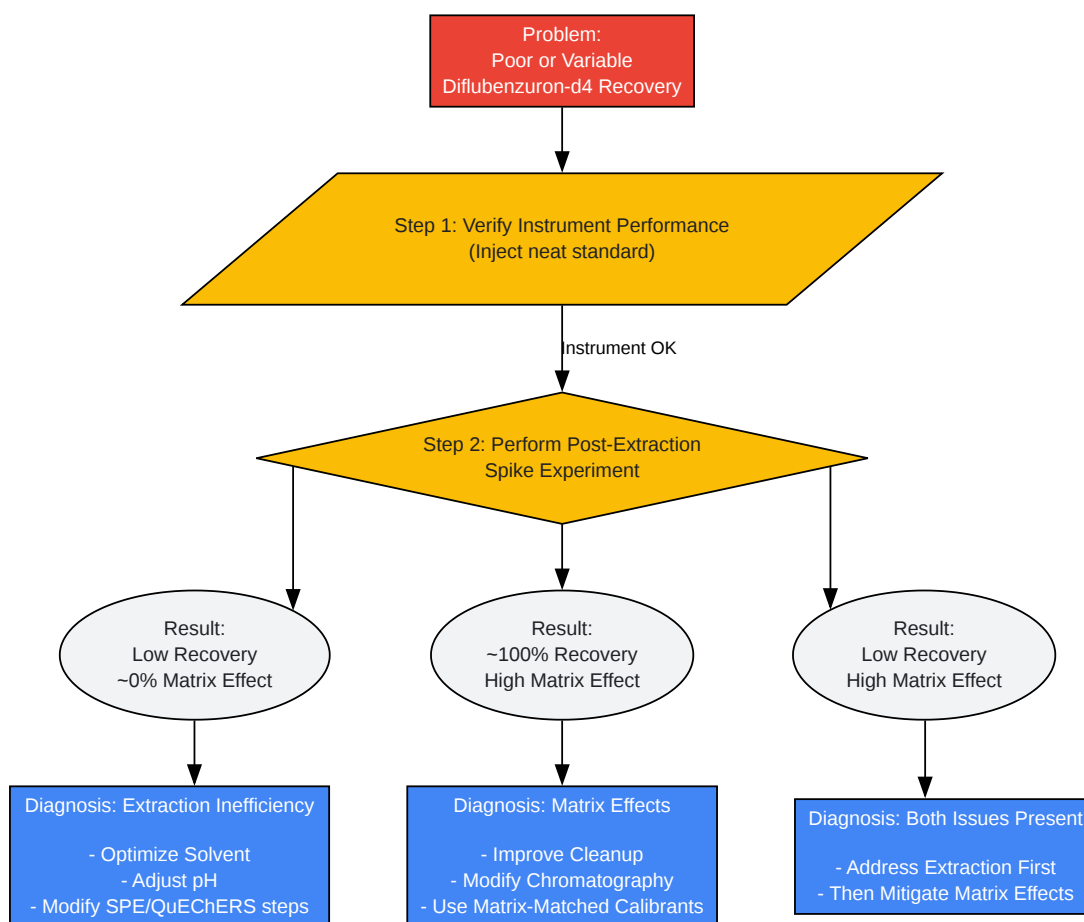 Problem:
Poor or Variable
Diflubenzuron-d4 Recovery
Step 1: Verify Instrument Performance
(Inject neat standard)
Instrument OK
Step 2: Perform Post-Extraction
Spike Experiment
Result:
Low Recovery
~0% Matrix Effect
Result:
~100% Recovery
High Matrix Effect
Result:
Low Recovery
High Matrix Effect
Diagnosis: Extraction Inefficiency
- Optimize Solvent
- Adjust pH
- Modify SPE/QuEChERS steps
Diagnosis: Matrix Effects
- Improve Cleanup
- Modify Chromatography
- Use Matrix-Matched Calibrants
Diagnosis: Both Issues Present
- Address Extraction First
- Then Mitigate Matrix Effects